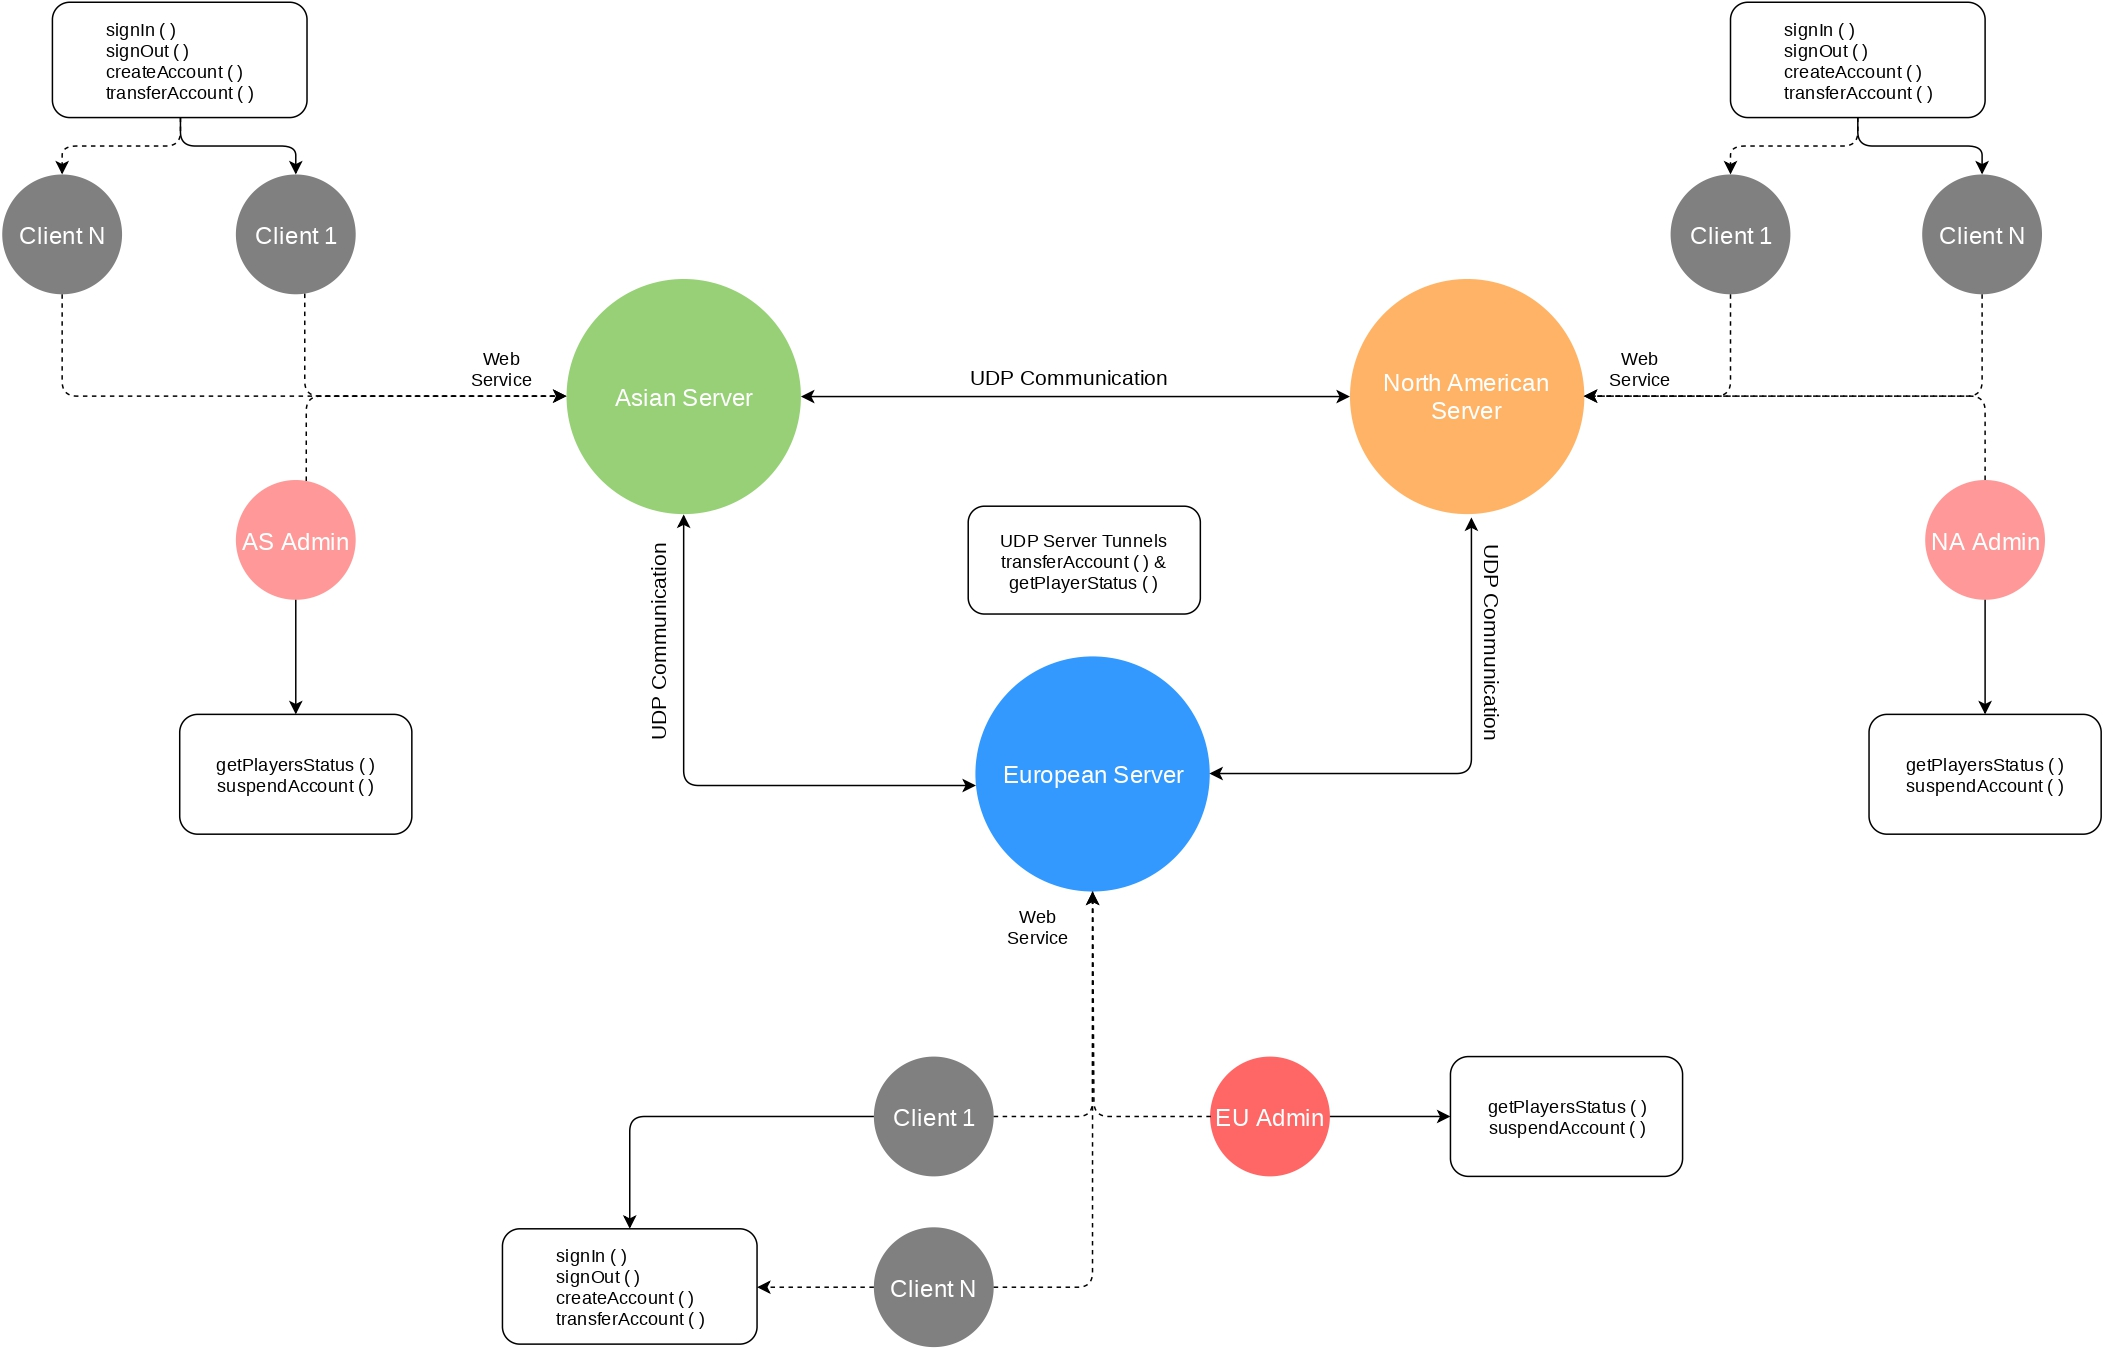 signIn ( )
signOut ( )
createAccount ( )
transferAccount ( )
signIn ( )
signOut ( )
createAccount ( )
transferAccount ( )
Client N
Client 1
Client 1
Client N
Web
Service
Asian Server
UDP Communication
North American
Server
Web
Service
AS Admin
UDP Communication
UDP Server Tunnels
transferAccount ( ) &
getPlayerStatus ( )
UDP Communication
NA Admin
getPlayersStatus ( )
suspendAccount ( )
European Server
getPlayersStatus ( )
suspendAccount ( )
Web
Service
Client 1
EU Admin
getPlayersStatus ( )
suspendAccount ( )
signIn ( )
signOut ( )
createAccount ( )
transferAccount ( )
Client N